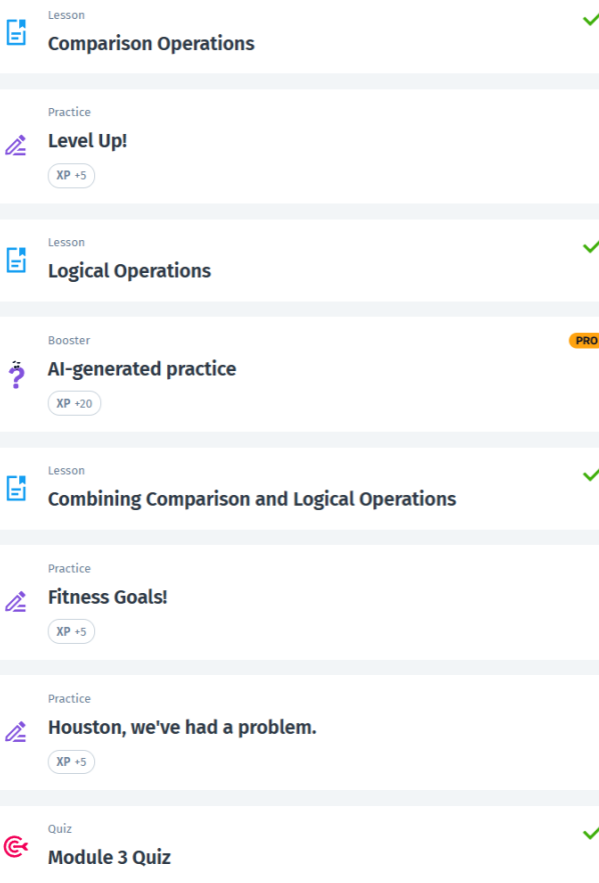 Lesson
Comparison Operations
Practice
Level Up!
XP +5
Lesson
Logical Operations
Booster
PRO
AI-generated practice
XP +20
Lesson
Combining Comparison and Logical Operations
Practice
Fitness Goals!
XP +5
Practice
Houston, we've had a problem.
XP +5
Quiz
Module 3 Quiz